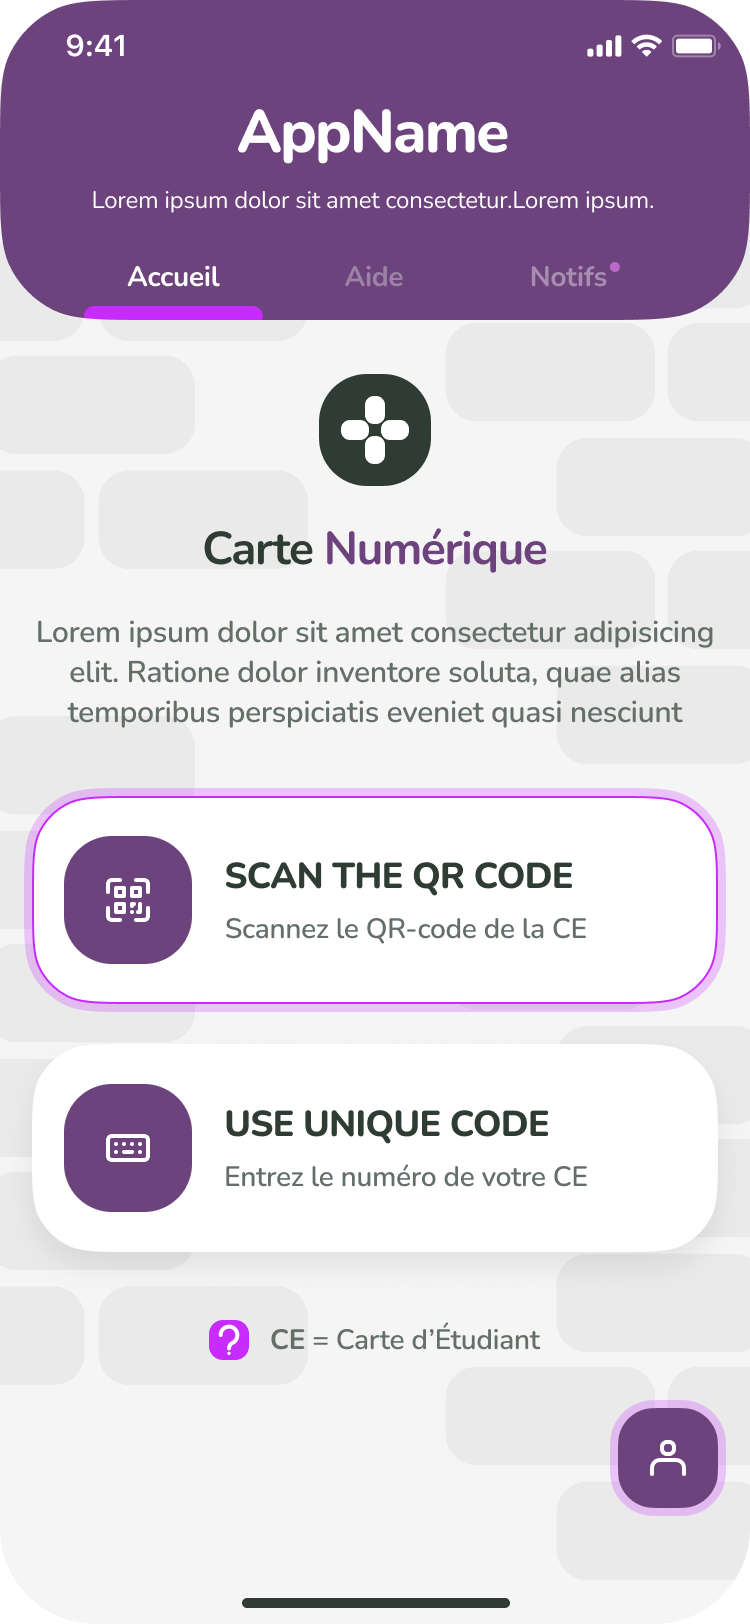 9:41
AppName
Lorem ipsum dolor sit amet consectetur.Lorem ipsum.
Accueil
Aide
Notifs
Carte Numérique
Lorem ipsum dolor sit amet consectetur adipisicing
elit. Ratione dolor inventore soluta, quae alias
temporibus perspiciatis eveniet quasi nesciunt
SCAN THE QR CODE
Scannez le QR-code de la CE
USE UNIQUE CODE
Entrez le numéro de votre CE
? CE = Carte d’Étudiant